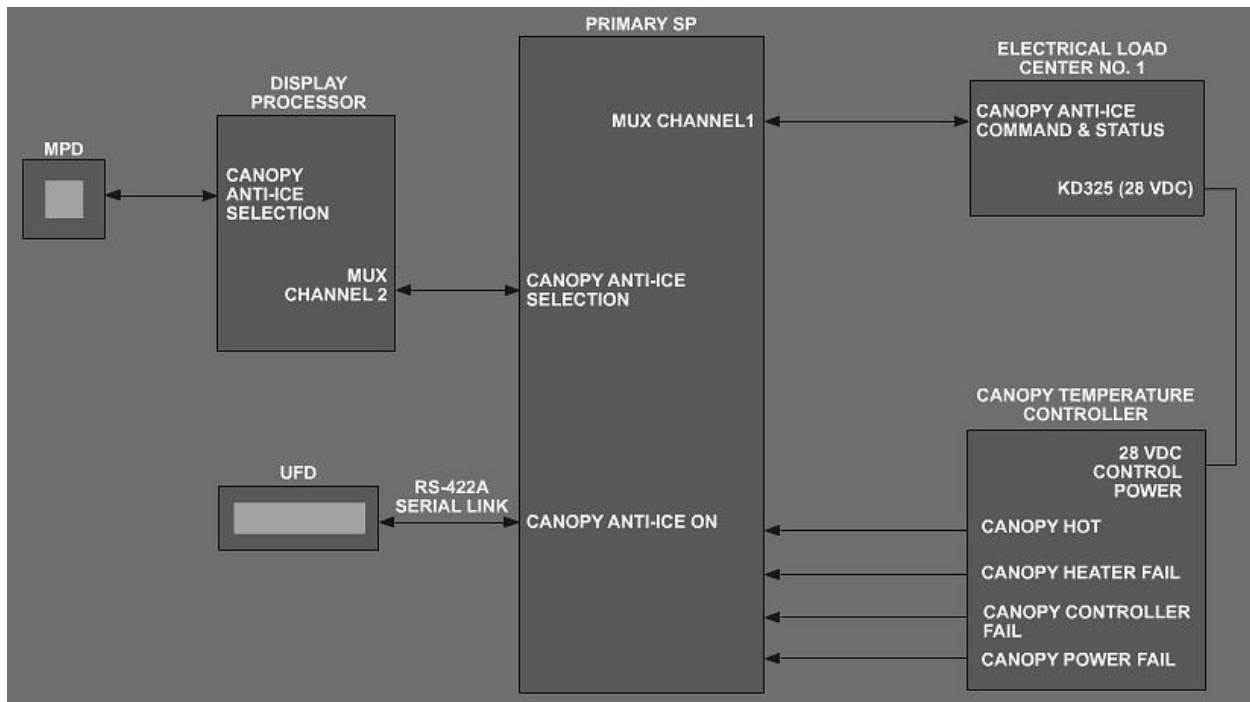 PRIMARY SP
ELECTRICAL LOAD
CENTER NO. 1
DISPLAY
PROCESSOR
MUX CHANNEL1
CANOPY ANTI-ICE
COMMAND & STATUS
MPD
CANOPY
ANTI-ICE
SELECTION
KD325 (28 VDC)
MUX
CHANNEL 2
CANOPY ANTI-ICE
SELECTION
CANOPY TEMPERATURE
CONTROLLER
28 VDC
CONTROL
POWER
UFD
RS-422A
SERIAL LINK
CANOPY ANTI-ICE ON
CANOPY HOT
CANOPY HEATER FAIL
CANOPY CONTROLLER
FAIL
CANOPY POWER FAIL